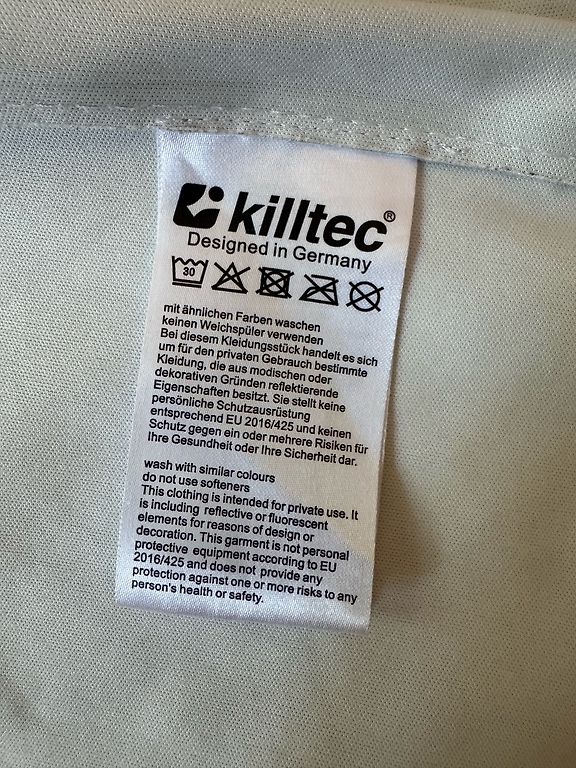 killtec®
Designed in Germany
30
mit ähnlichen Farben waschen
keinen Weichspüler verwenden
Bei diesem Kleidungsstück handelt es sich
um für den privaten Gebrauch bestimmte
Kleidung, die aus modischen oder
dekorativen Gründen reflektierende
Eigenschaften besitzt. Sie stellt keine
persönliche Schutzausrüstung
entsprechend EU 2016/425 und keinen
Schutz gegen ein oder mehrere Risiken für
Ihre Gesundheit oder Ihre Sicherheit dar.
wash with similar colours
do not use softeners
This clothing is intended for private use. It
is including reflective or fluorescent
elements for reasons of design or
decoration. This garment is not personal
protective equipment according to EU
2016/425 and does not provide any
protection against one or more risks to any
person's health or safety.